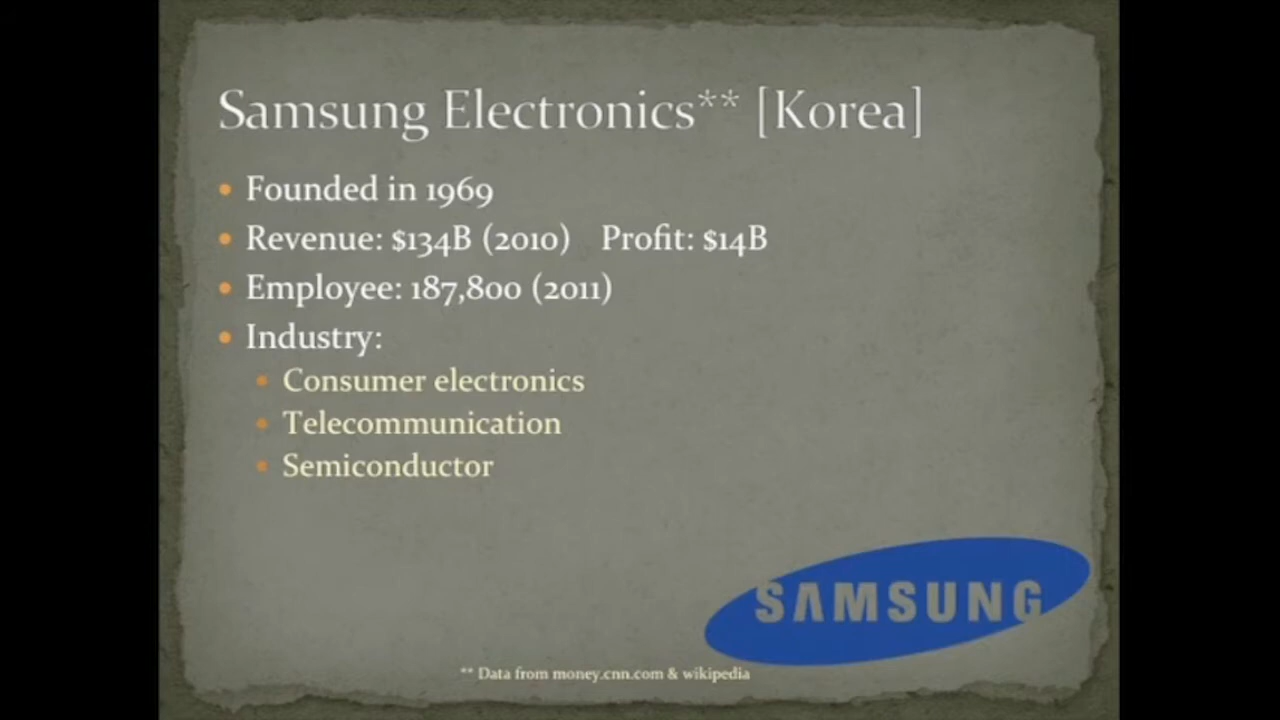 Samsung Electronics** [Korea]
• Founded in 1969
• Revenue: $134B (2010) Profit: $14B
• Employee: 187,800 (2011)
• Industry:
▪ Consumer electronics
▪ Telecommunication
▪ Semiconductor
SAMSUNG
** Data from money.cnn.com & wikipedia